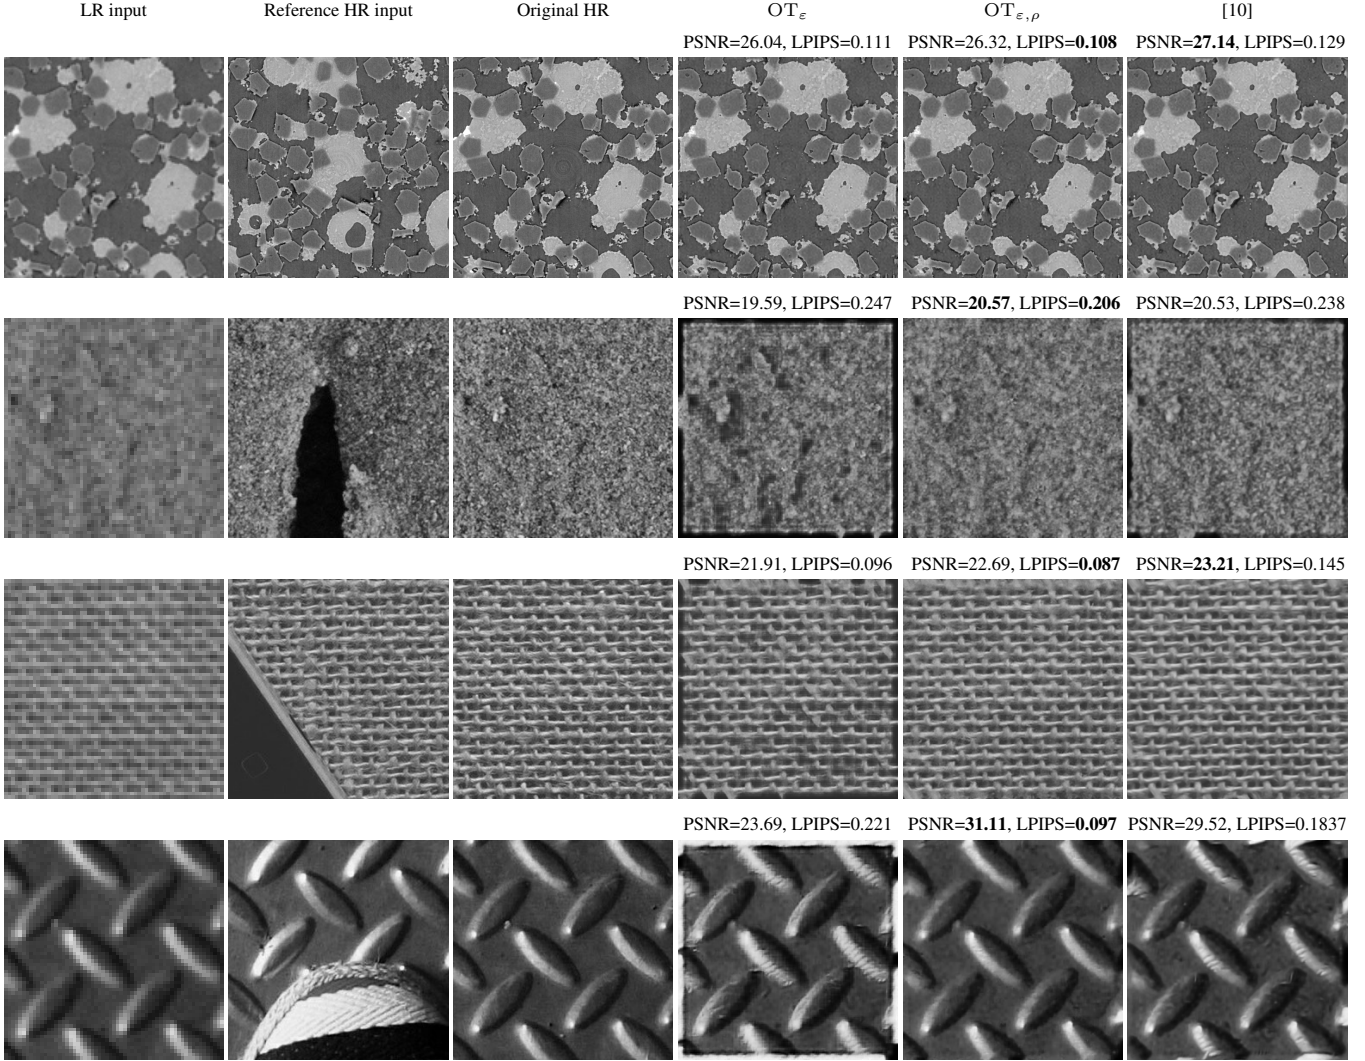 LR input Reference HR input Original HR OTε OTε,ρ [10]
PSNR=26.04, LPIPS=0.111 PSNR=26.32, LPIPS=0.108 PSNR=27.14, LPIPS=0.129
PSNR=19.59, LPIPS=0.247 PSNR=20.57, LPIPS=0.206 PSNR=20.53, LPIPS=0.238
PSNR=21.91, LPIPS=0.096 PSNR=22.69, LPIPS=0.087 PSNR=23.21, LPIPS=0.145
PSNR=23.69, LPIPS=0.221 PSNR=31.11, LPIPS=0.097 PSNR=29.52, LPIPS=0.1837